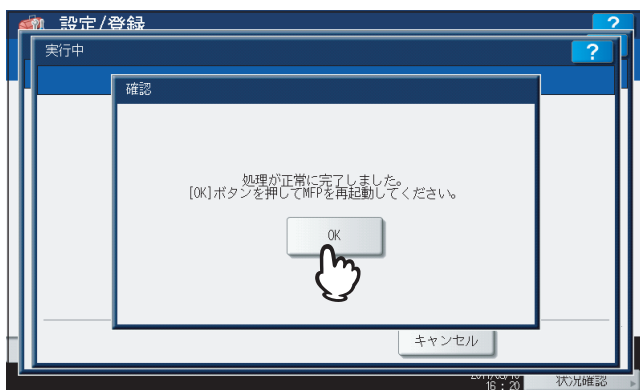 設定/登録
?
実行中
?
確認
処理が正常に完了しました。
[OK]ボタンを押してMFPを再起動してください。
OK
キャンセル
16 : 20
状況確認